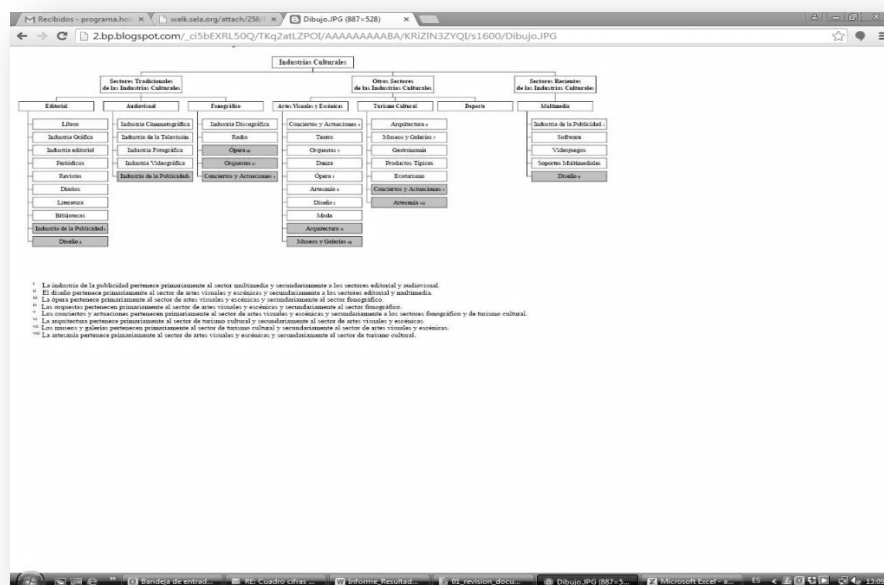 Recibidos - programa.hol
walk.sela.org/attach/258/
Dibujo.JPG (887×528)
2.bp.blogspot.com/_ci5bEXRL50Q/TKq2atLZPOI/AAAAAAAAABA/KRiZlN3ZYQI/s1600/Dibujo.JPG
Industrias Culturales
Sectores Tradicionales
de las Industrias Culturales
Otros Sectores
de las Industrias Culturales
Sectores Recientes
de las Industrias Culturales
Editorial
Audiovisual
Fonográfico
Artes Visuales y Escénicas
Turismo Cultural
Deporte
Multimedia
Libros
Industria Gráfica
Industria editorial
Periódicos
Revistas
Diarios
Literatura
Bibliotecas
Industria de la Publicidad
Diseño
Industria Cinematográfica
Industria de la Televisión
Industria Fotográfica
Industria Videográfica
Industria de la Publicidad
Industria Discográfica
Radio
Ópera
Orquestas
Conciertos y Actuaciones
Conciertos y Actuaciones
Teatro
Orquestas
Danza
Ópera
Artesanía
Diseño
Moda
Arquitectura
Museos y Galerías
Arquitectura
Museos y Galerías
Gastronomía
Productos Típicos
Ecoturismo
Conciertos y Actuaciones
Artesanía
Industria de la Publicidad
Software
Videojuegos
Soportes Multimediales
Diseño
i La industria de la publicidad pertenece primariamente al sector multimedia y secundariamente a los sectores editorial y audiovisual.
ii El diseño pertenece primariamente al sector de artes visuales y escénicas y secundariamente a los sectores editorial y multimedia.
iii La ópera pertenece primariamente al sector de artes visuales y escénicas y secundariamente al sector fonográfico.
iv Las orquestas pertenecen primariamente al sector de artes visuales y escénicas y secundariamente al sector fonográfico.
v Los conciertos y actuaciones pertenecen primariamente al sector de artes visuales y escénicas y secundariamente a los sectores fonográfico y de turismo cultural.
vi La arquitectura pertenece primariamente al sector de turismo cultural y secundariamente al sector de artes visuales y escénicas.
vii Los museos y galerías pertenecen primariamente al sector de turismo cultural y secundariamente al sector de artes visuales y escénicas.
viii La artesanía pertenece primariamente al sector de artes visuales y escénicas y secundariamente al sector de turismo cultural.
Bandeja de entrad...
RE: Cuadro cifras ...
Informe_Resultad...
01_revision_docu...
Dibujo.JPG (887×5...
Microsoft Excel - a...
ES
13:05